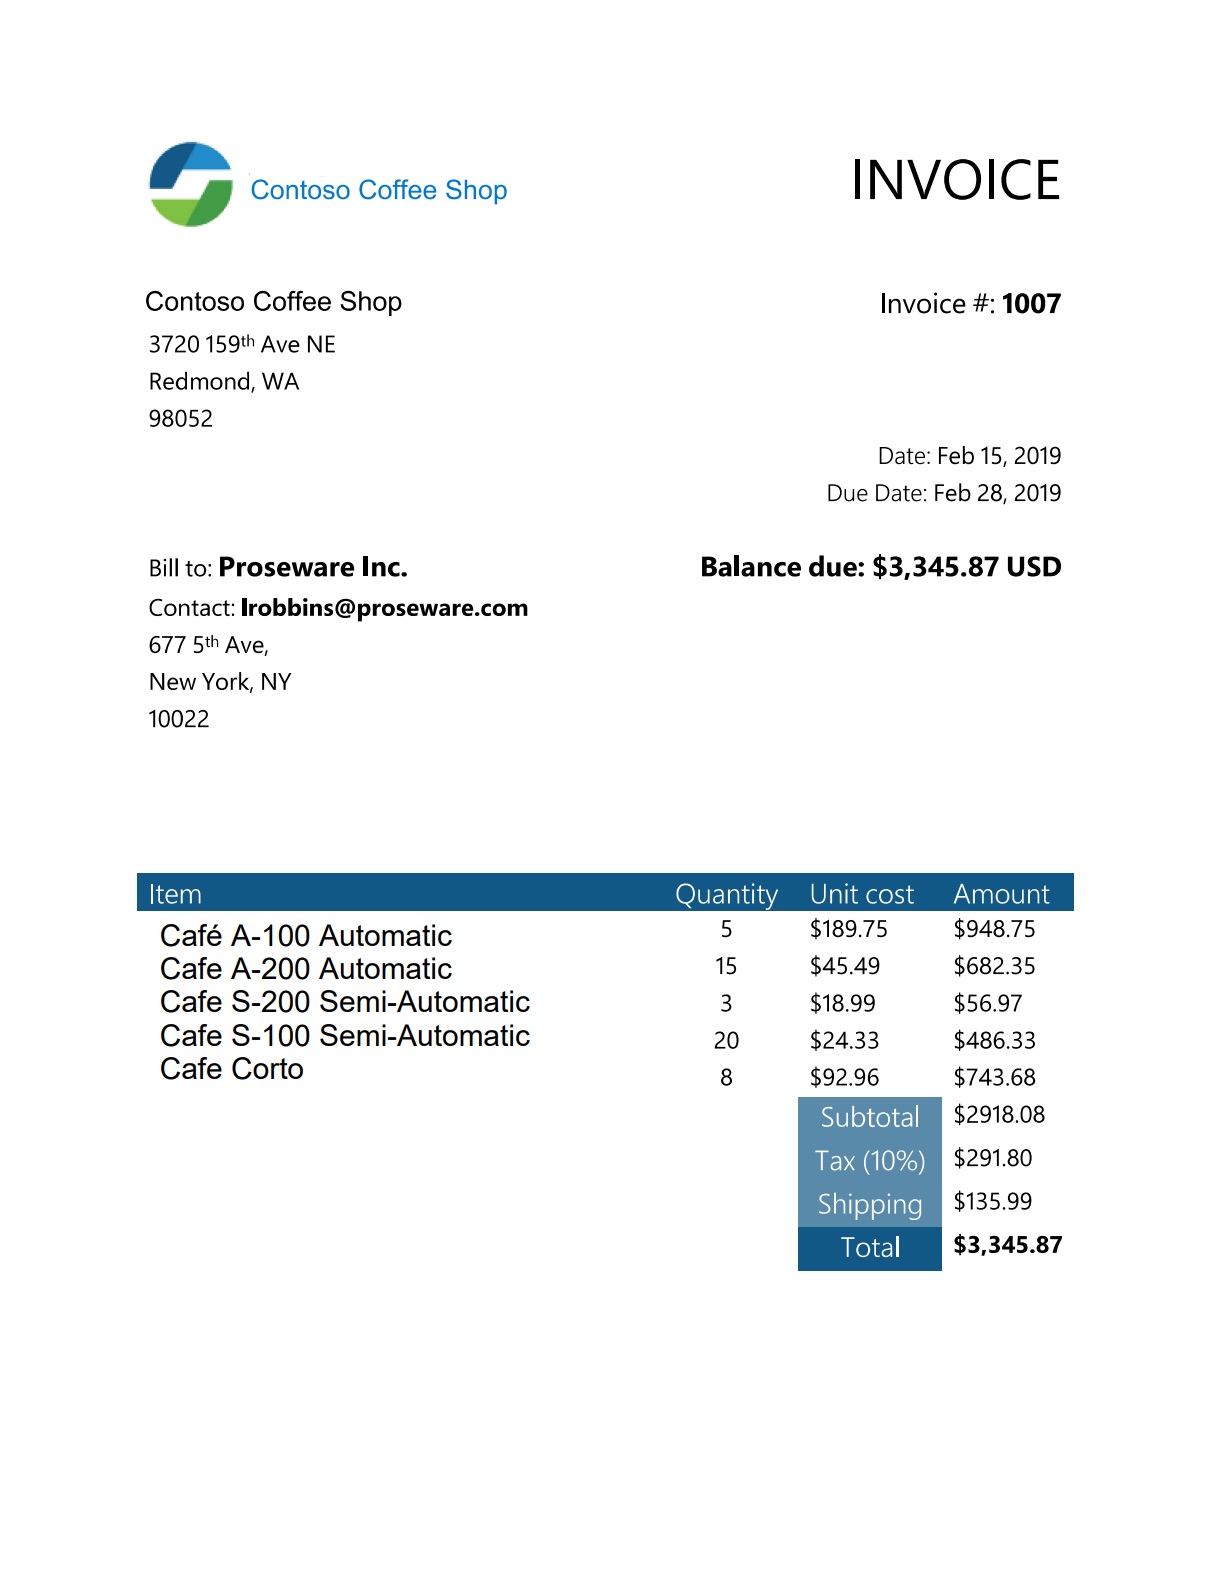 Contoso Coffee Shop
INVOICE
Contoso Coffee Shop
Invoice #: 1007
3720 159th Ave NE
Redmond, WA
98052
Date: Feb 15, 2019
Due Date: Feb 28, 2019
Bill to: Proseware Inc.
Balance due: $3,345.87 USD
Contact: lrobbins@proseware.com
677 5th Ave,
New York, NY
10022
Item Quantity Unit cost Amount
Café A-100 Automatic 5 $189.75 $948.75
Cafe A-200 Automatic 15 $45.49 $682.35
Cafe S-200 Semi-Automatic 3 $18.99 $56.97
Cafe S-100 Semi-Automatic 20 $24.33 $486.33
Cafe Corto 8 $92.96 $743.68
Subtotal $2918.08
Tax (10%) $291.80
Shipping $135.99
Total $3,345.87